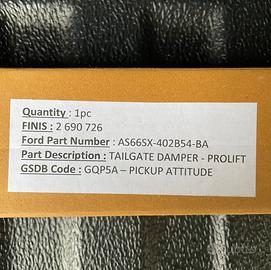 Quantity : 1pc
FINIS : 2 690 726
Ford Part Number : AS66SX-402B54-BA
Part Description : TAILGATE DAMPER - PROLIFT
GSDB Code : GQP5A – PICKUP ATTITUDE